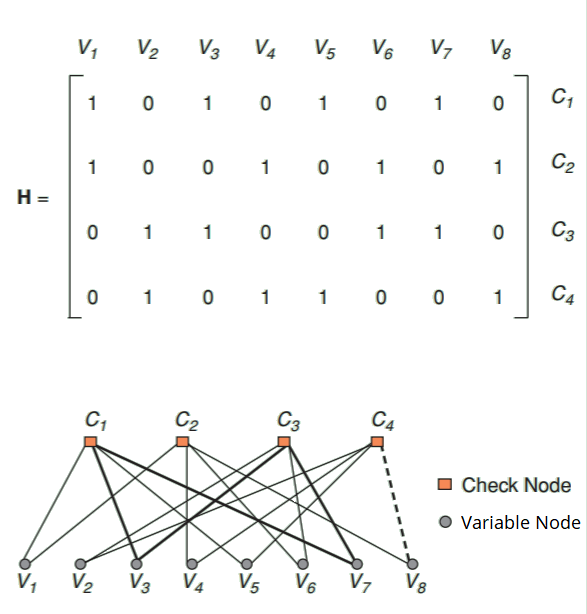 V1 V2 V3 V4 V5 V6 V7 V8
1 0 1 0 1 0 1 0 C1
1 0 0 1 0 1 0 1 C2
H =
0 1 1 0 0 1 1 0 C3
0 1 0 1 1 0 0 1 C4
C1 C2 C3 C4
Check Node
Variable Node
V1 V2 V3 V4 V5 V6 V7 V8